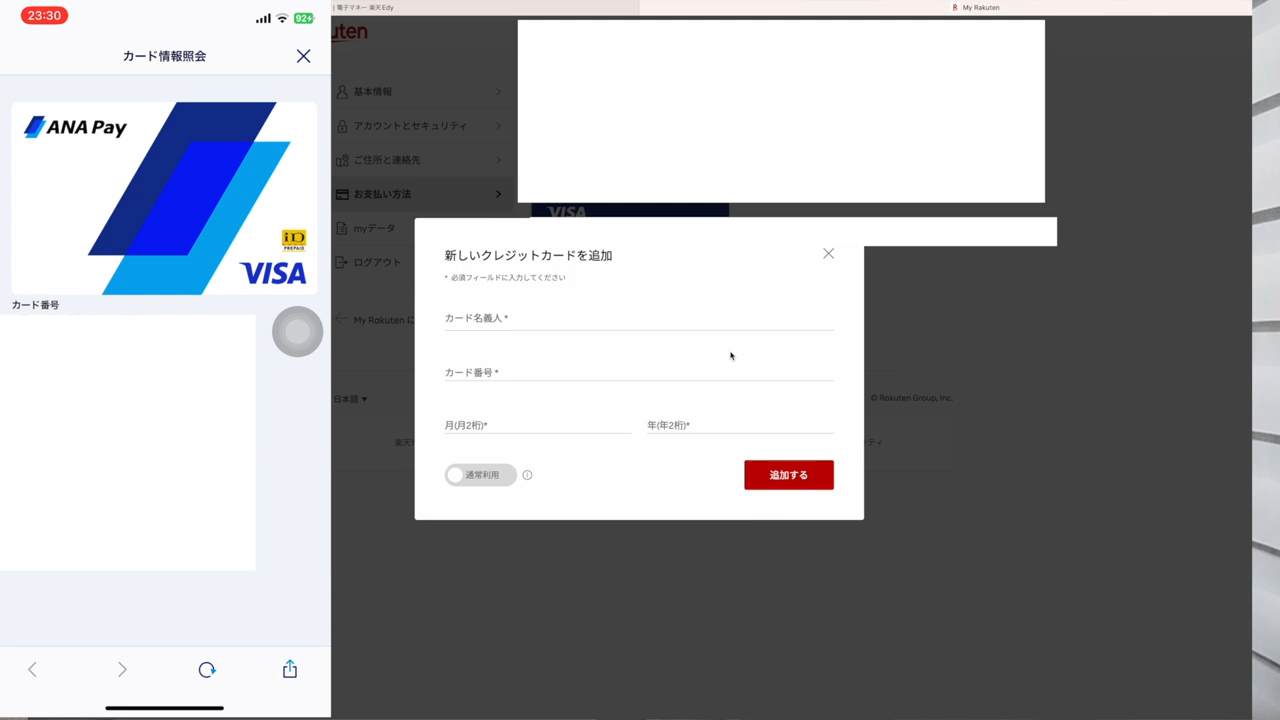 23:30
92
カード情報照会
ANA Pay
iD
PREPAID
VISA
カード番号
電子マネー 楽天Edy
My Rakuten
基本情報
アカウントとセキュリティ
ご住所と連絡先
お支払い方法
myデータ
ログアウト
My Rakuten に
日本語 ▼
楽天
© Rakuten Group, Inc.
ティ
VISA
新しいクレジットカードを追加
* 必須フィールドに入力してください
カード名義人 *
カード番号 *
月(月2桁)*
年(年2桁)*
通常利用
追加する